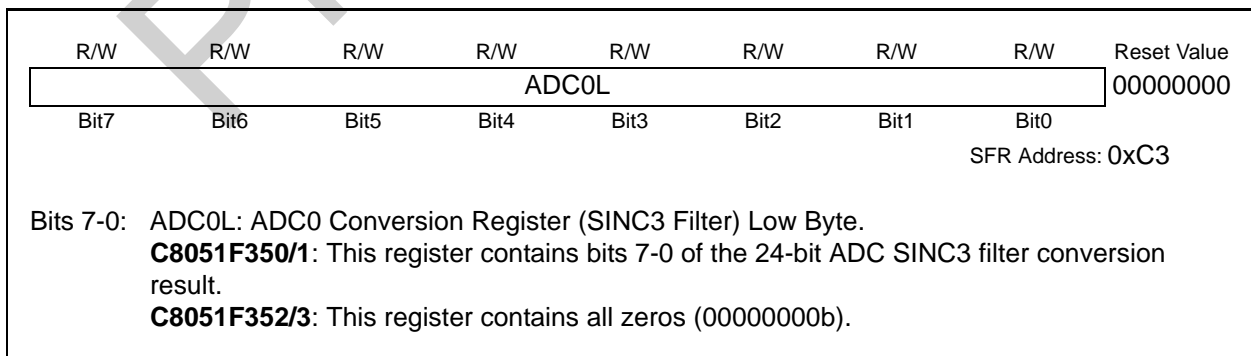 R/W R/W R/W R/W R/W R/W R/W R/W Reset Value
ADC0L 00000000
Bit7 Bit6 Bit5 Bit4 Bit3 Bit2 Bit1 Bit0
SFR Address: 0xC3
Bits 7-0: ADC0L: ADC0 Conversion Register (SINC3 Filter) Low Byte.
C8051F350/1: This register contains bits 7-0 of the 24-bit ADC SINC3 filter conversion
result.
C8051F352/3: This register contains all zeros (00000000b).